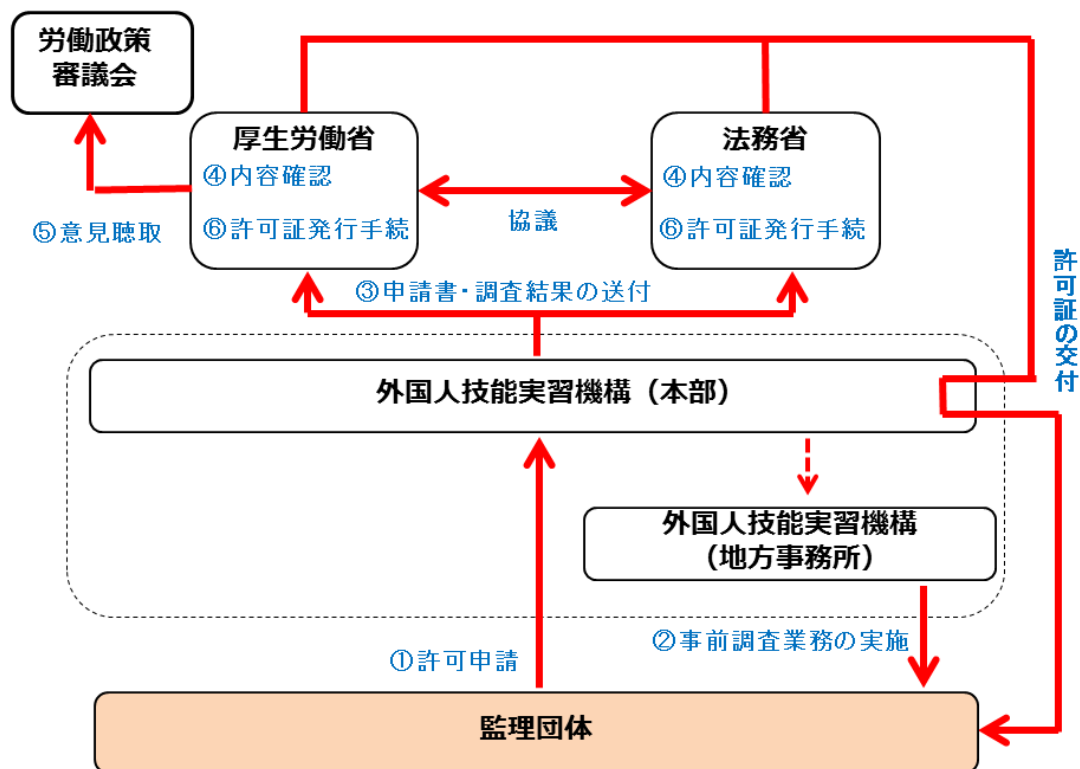 労働政策
審議会
厚生労働省
④内容確認
⑥許可証発行手続
法務省
④内容確認
⑥許可証発行手続
⑤意見聴取
協議
③申請書・調査結果の送付
許可証の交付
外国人技能実習機構（本部）
外国人技能実習機構
（地方事務所）
①許可申請
②事前調査業務の実施
監理団体